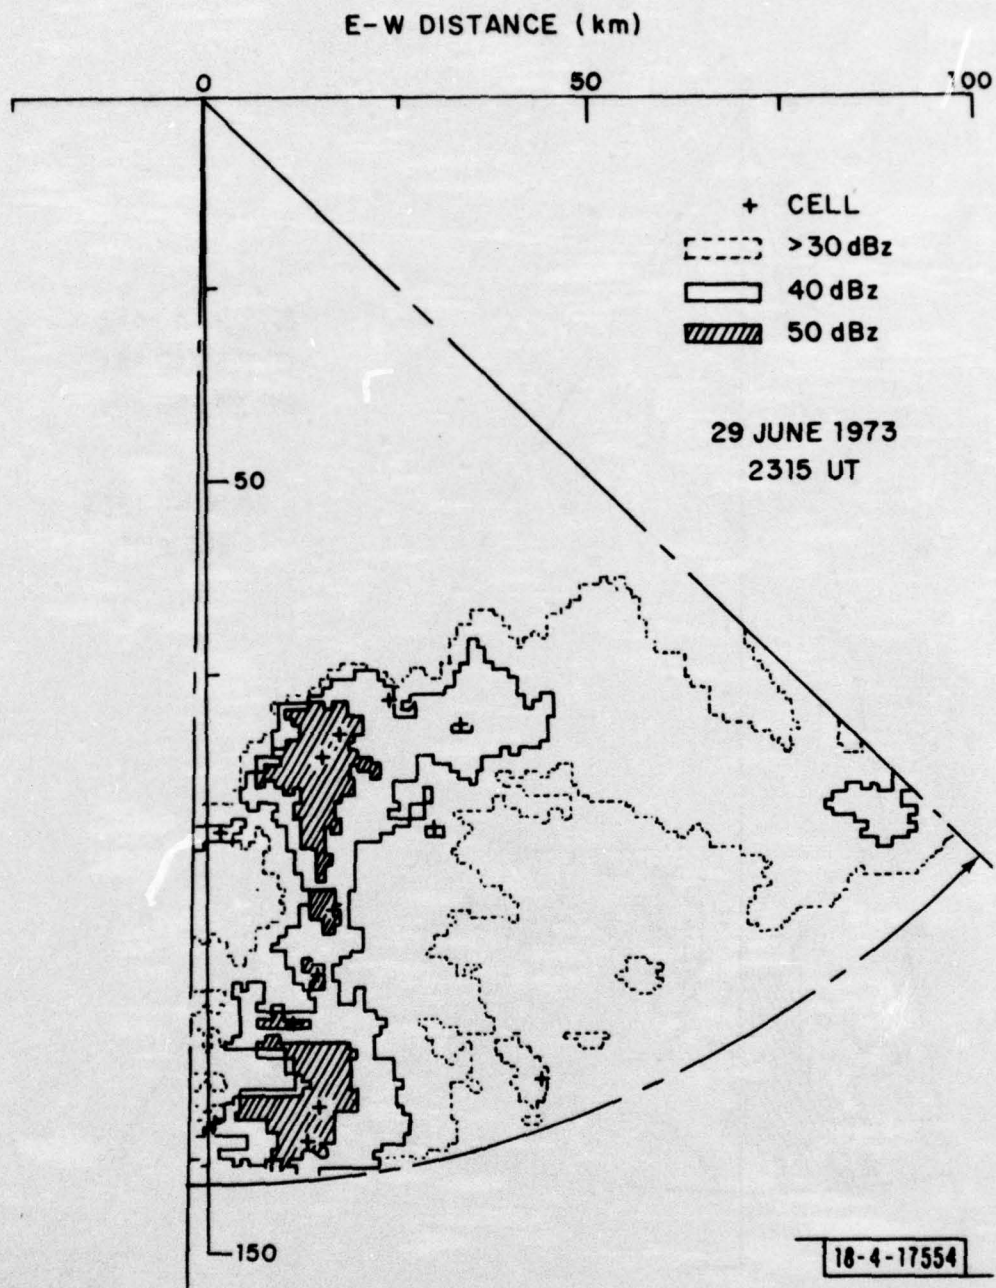 E-W DISTANCE (km)
0 50 100
+ CELL
>30 dBz
40 dBz
50 dBz
29 JUNE 1973
2315 UT
50
150
18-4-17554